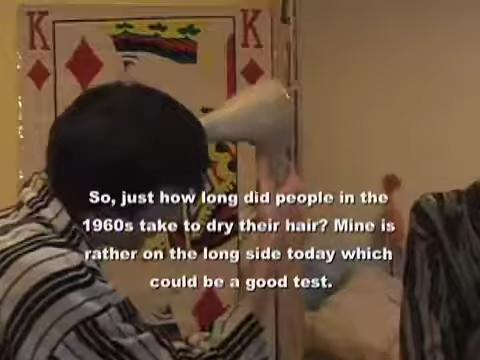 K K
So, just how long did people in the
1960s take to dry their hair? Mine is
rather on the long side today which
could be a good test.